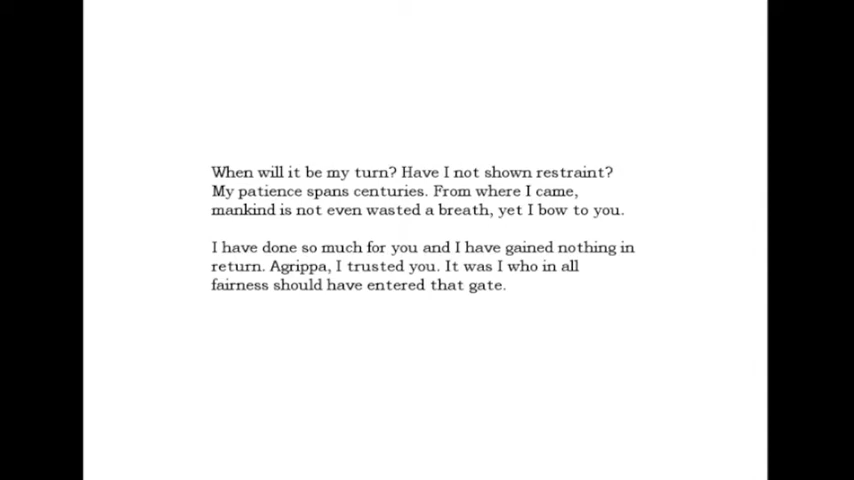 When will it be my turn? Have I not shown restraint?
My patience spans centuries. From where I came,
mankind is not even wasted a breath, yet I bow to you.
I have done so much for you and I have gained nothing in
return. Agrippa, I trusted you. It was I who in all
fairness should have entered that gate.